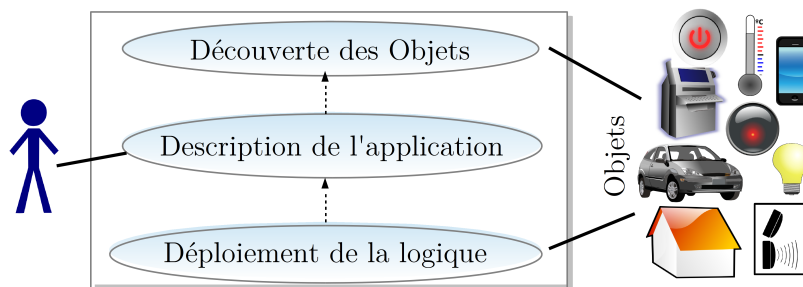 Découverte des Objets
Description de l'application
Déploiement de la logique
Objets
°C